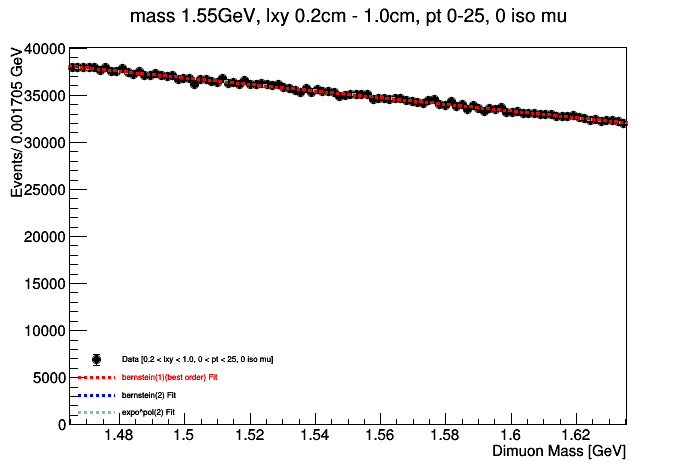 mass 1.55GeV, lxy 0.2cm - 1.0cm, pt 0-25, 0 iso mu
Events/ 0.001705 GeV
40000
35000
30000
25000
20000
15000
10000
5000
0
Data [0.2 < lxy < 1.0, 0 < pt < 25, 0 iso mu]
bernstein(1)(best order) Fit
bernstein(2) Fit
expo^pol(2) Fit
1.48 1.5 1.52 1.54 1.56 1.58 1.6 1.62
Dimuon Mass [GeV]